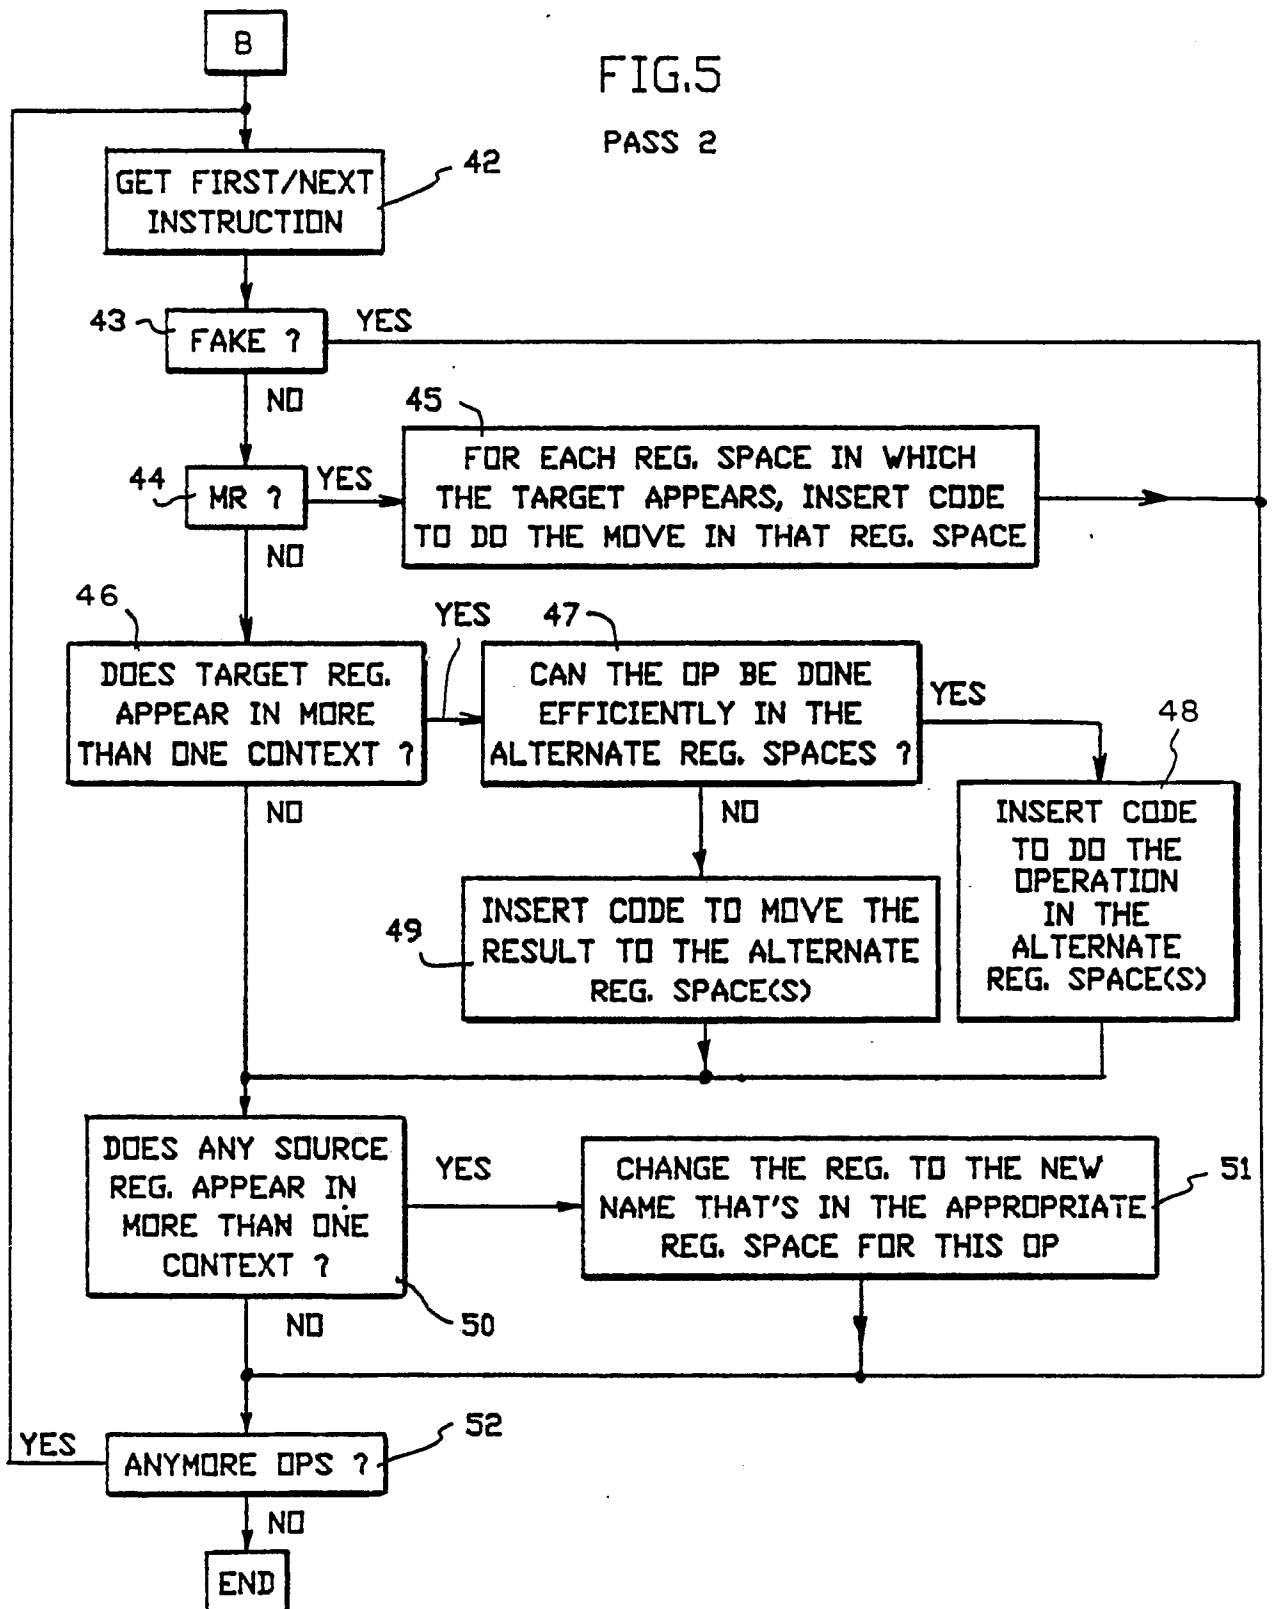 B
FIG.5
PASS 2
42
GET FIRST/NEXT
INSTRUCTION
43
FAKE ?
YES
NO
45
FOR EACH REG. SPACE IN WHICH
THE TARGET APPEARS, INSERT CODE
TO DO THE MOVE IN THAT REG. SPACE
44
MR ?
YES
NO
46
DOES TARGET REG.
APPEAR IN MORE
THAN ONE CONTEXT ?
YES
NO
47
CAN THE OP BE DONE
EFFICIENTLY IN THE
ALTERNATE REG. SPACES ?
YES
NO
48
INSERT CODE
TO DO THE
OPERATION
IN THE
ALTERNATE
REG. SPACE(S)
49
INSERT CODE TO MOVE THE
RESULT TO THE ALTERNATE
REG. SPACE(S)
DOES ANY SOURCE
REG. APPEAR IN
MORE THAN ONE
CONTEXT ?
50
YES
NO
CHANGE THE REG. TO THE NEW
NAME THAT'S IN THE APPROPRIATE
REG. SPACE FOR THIS OP
51
52
YES
ANYMORE OPS ?
NO
END